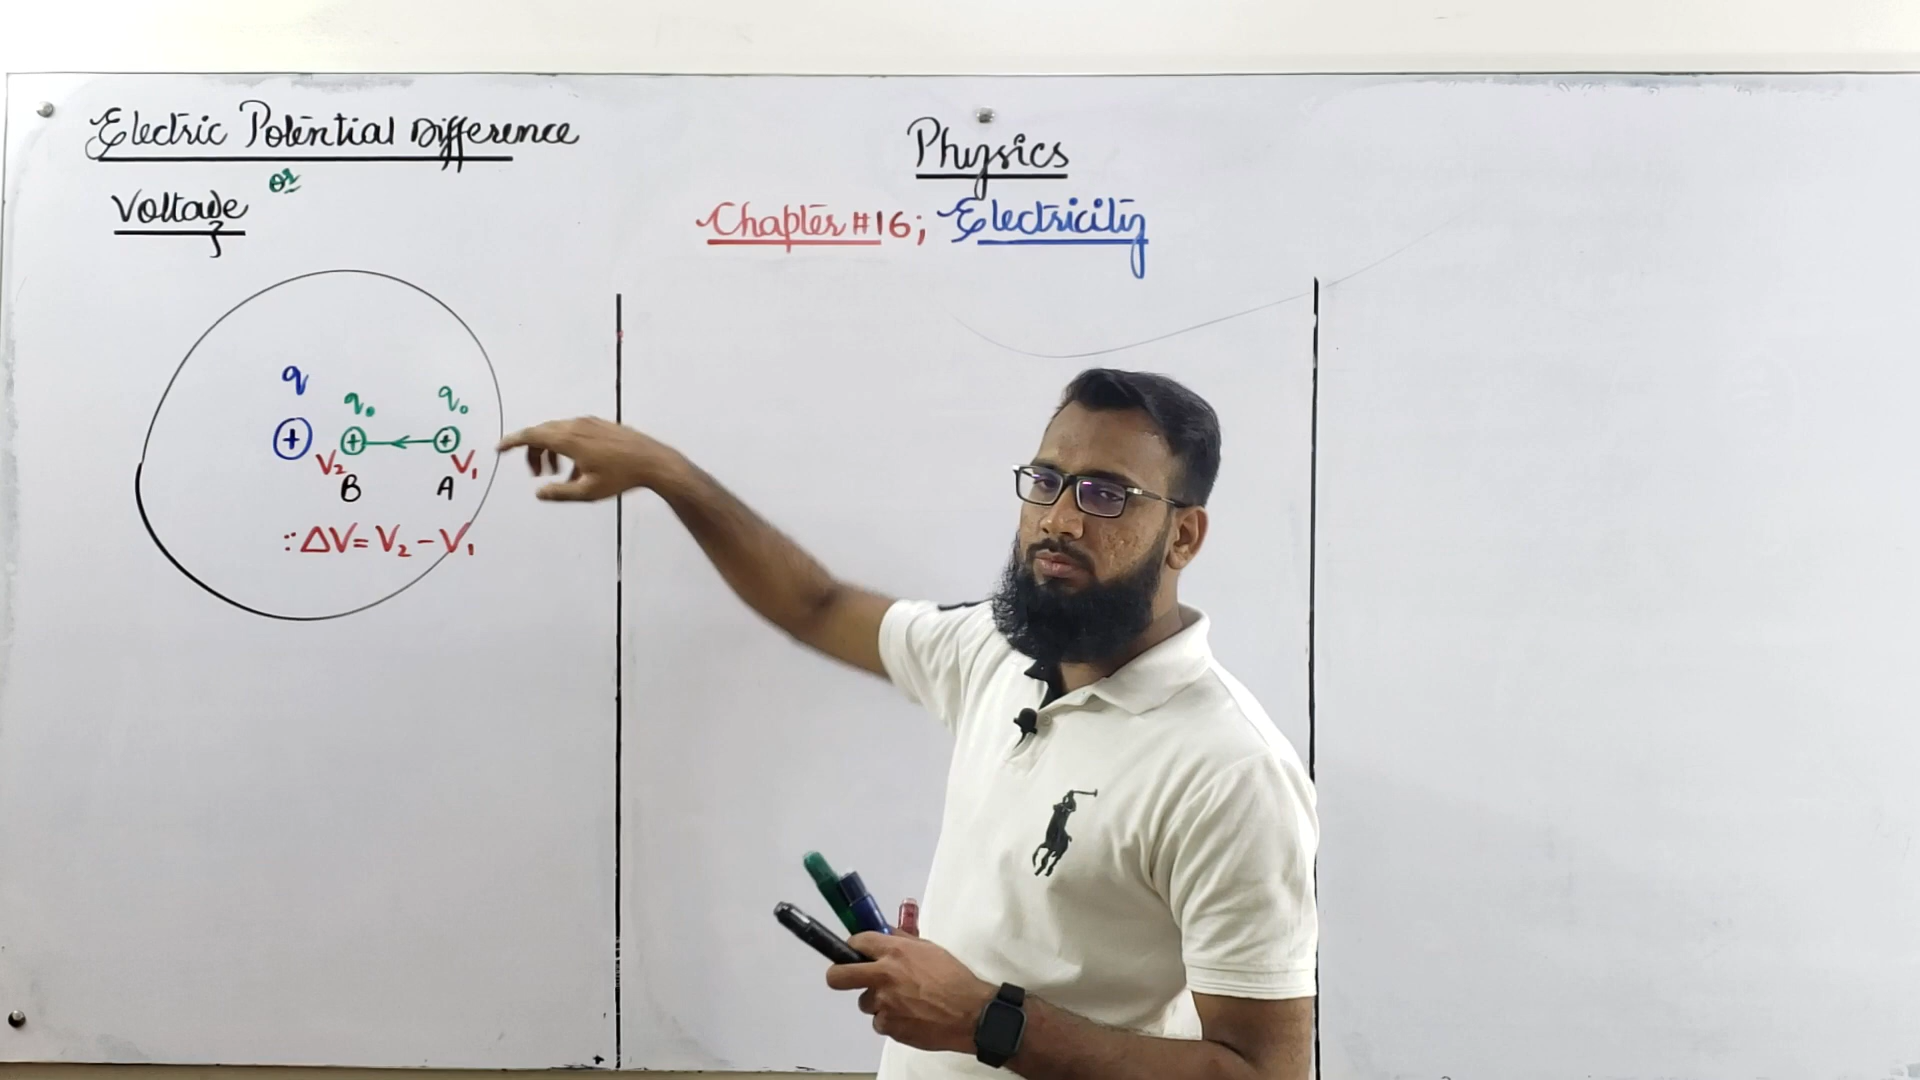 Electric Potential Difference
or
Voltage
q
q₀ q₀
+ + +
V₂ V₁
B A
∵ ΔV = V₂ - V₁
Physics
Chapter #16; Electricity